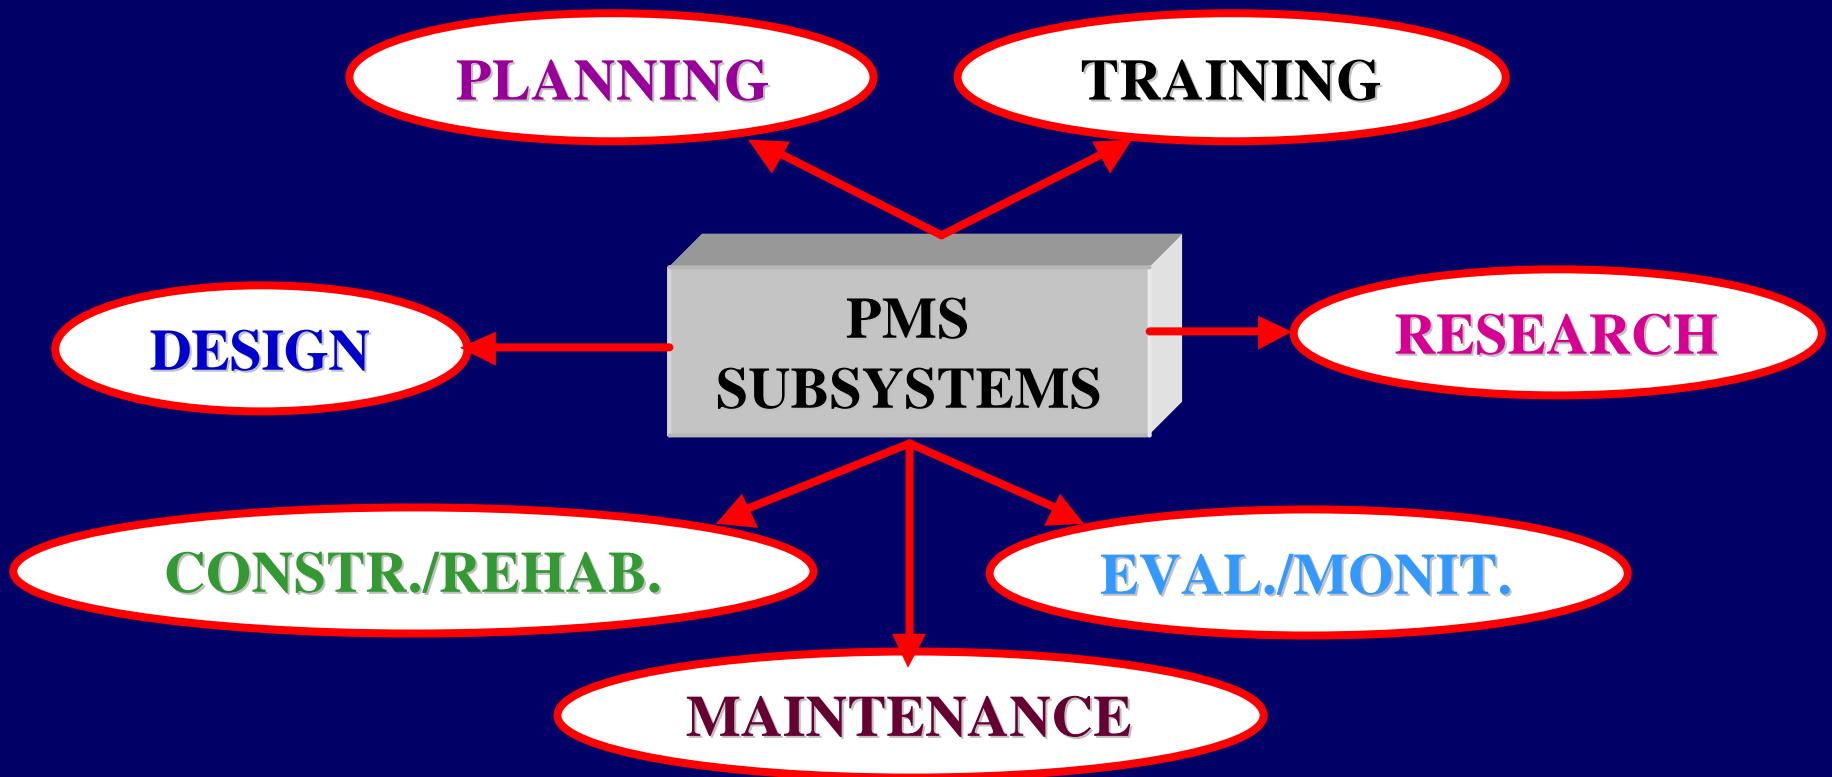 PLANNING
TRAINING
PMS
SUBSYSTEMS
DESIGN
RESEARCH
CONSTR./REHAB.
EVAL./MONIT.
MAINTENANCE